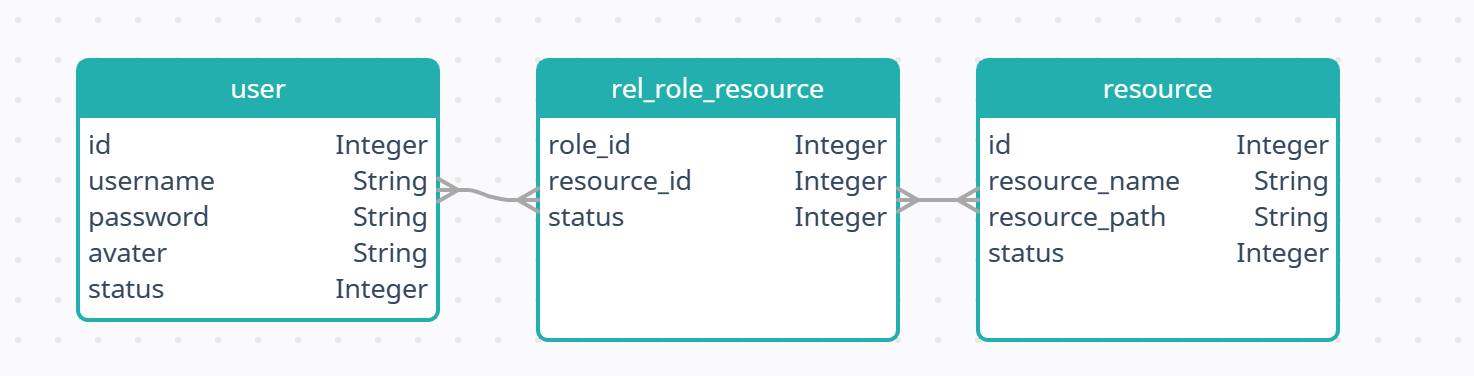 user
id Integer
username String
password String
avater String
status Integer
rel_role_resource
role_id Integer
resource_id Integer
status Integer
resource
id Integer
resource_name String
resource_path String
status Integer